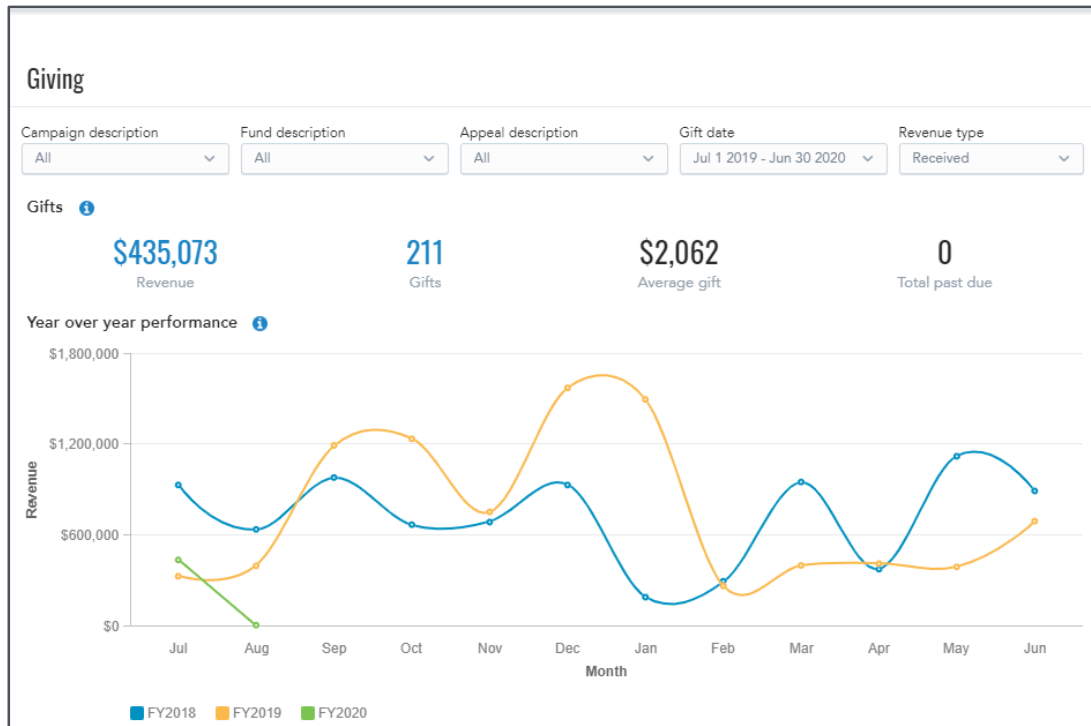 Giving
Campaign description Fund description Appeal description Gift date Revenue type
All All All Jul 1 2019 - Jun 30 2020 Received
Gifts
$435,073 211 $2,062 0
Revenue Gifts Average gift Total past due
Year over year performance
$1,800,000
$1,200,000
$600,000
$0
Revenue
Jul Aug Sep Oct Nov Dec Jan Feb Mar Apr May Jun
Month
FY2018 FY2019 FY2020